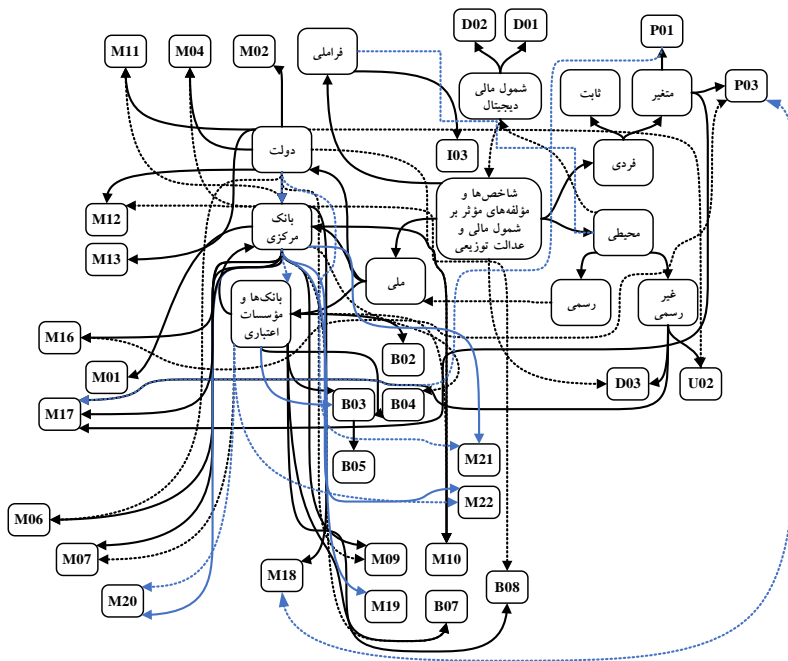 D02
D01
P01
M11
M04
M02
فراملی
شمول مالی
دیجیتال
ثابت
متغیر
P03
I03
دولت
فردی
شاخص‌ها و
مؤلفه‌های مؤثر بر
شمول مالی و
عدالت توزیعی
M12
بانک
مرکزی
محیطی
M13
ملی
رسمی
غیر
رسمی
بانک‌ها و
مؤسسات
اعتباری
M16
B02
M01
D03
U02
M17
B03
B04
B05
M21
M22
M06
M07
M09
M10
M18
B08
M20
M19
B07